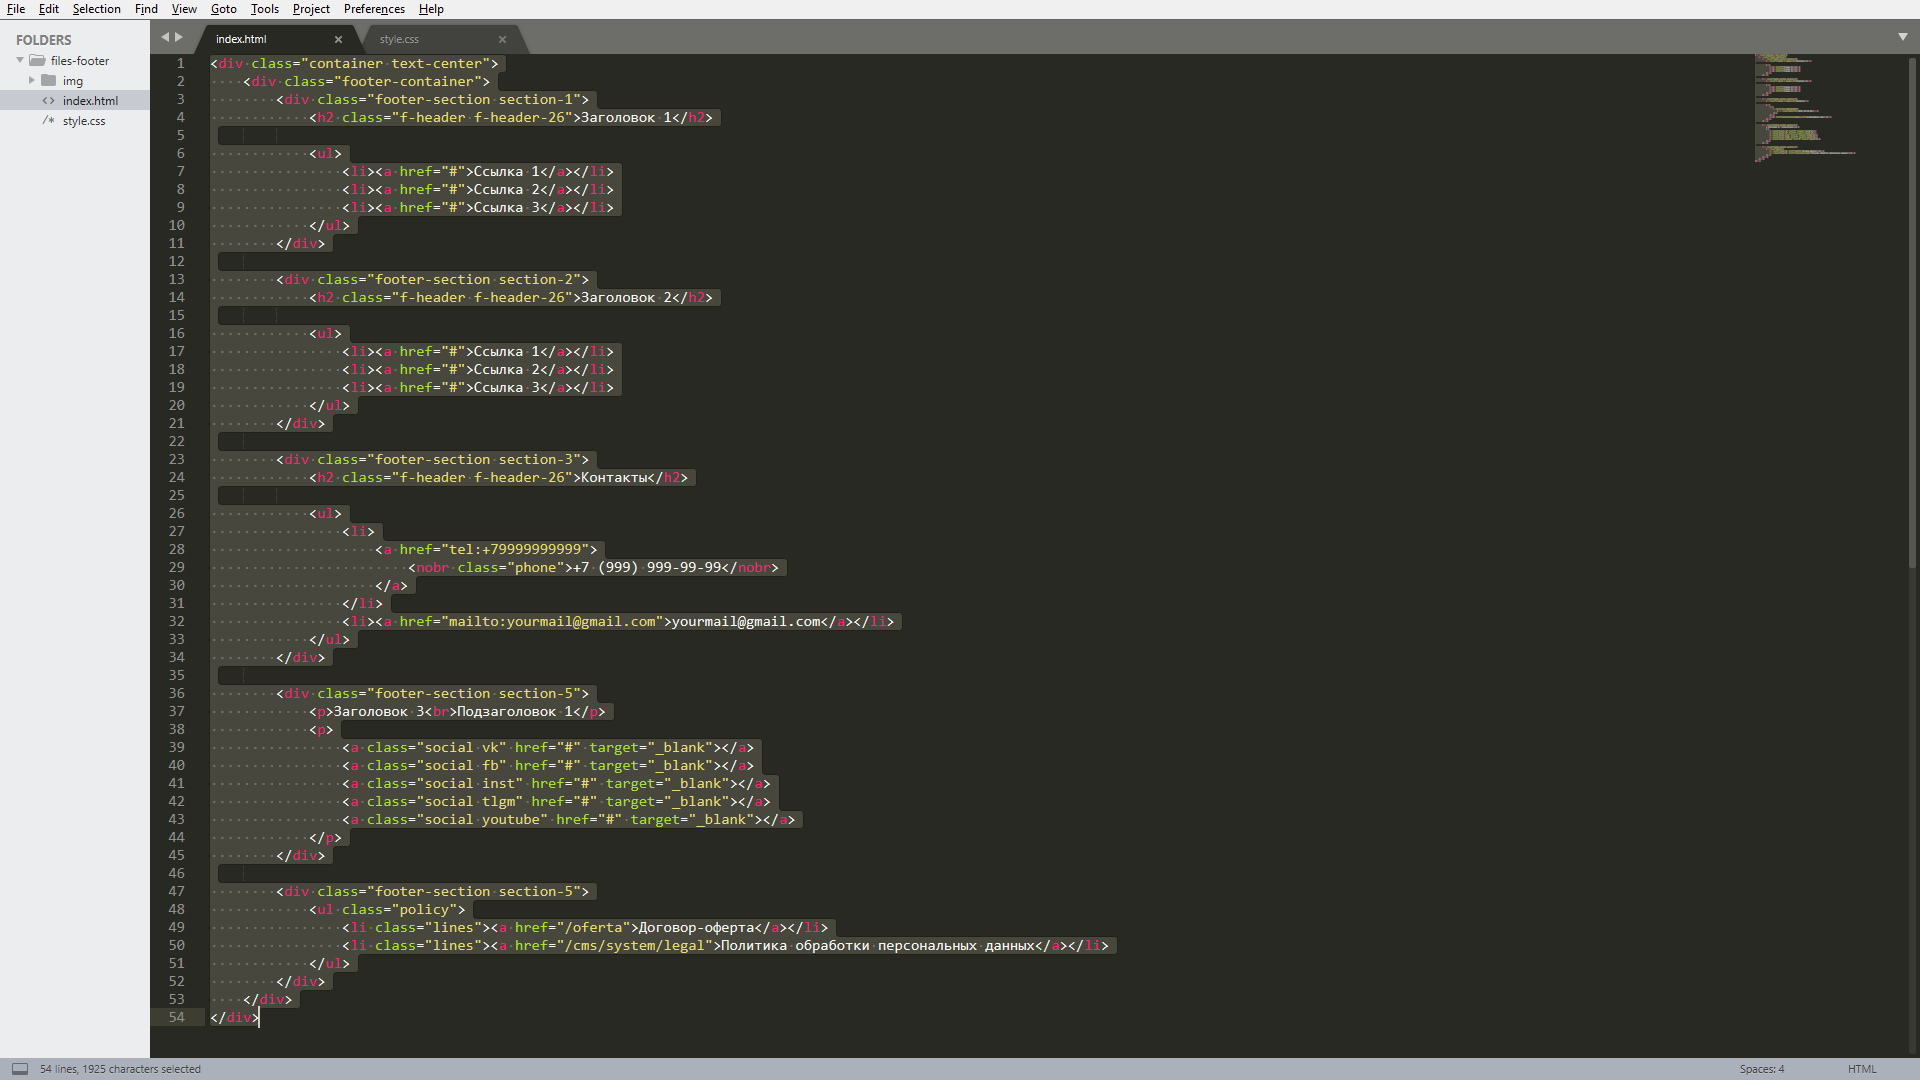 File Edit Selection Find View Goto Tools Project Preferences Help
FOLDERS
files-footer
img
index.html
style.css
index.html
style.css
1 <div class="container text-center">
2 <div class="footer-container">
3 <div class="footer-section section-1">
4 <h2 class="f-header f-header-26">Заголовок 1</h2>
5
6 <ul>
7 <li><a href="#">Ссылка 1</a></li>
8 <li><a href="#">Ссылка 2</a></li>
9 <li><a href="#">Ссылка 3</a></li>
10 </ul>
11 </div>
12
13 <div class="footer-section section-2">
14 <h2 class="f-header f-header-26">Заголовок 2</h2>
15
16 <ul>
17 <li><a href="#">Ссылка 1</a></li>
18 <li><a href="#">Ссылка 2</a></li>
19 <li><a href="#">Ссылка 3</a></li>
20 </ul>
21 </div>
22
23 <div class="footer-section section-3">
24 <h2 class="f-header f-header-26">Контакты</h2>
25
26 <ul>
27 <li>
28 <a href="tel:+79999999999">
29 <nobr class="phone">+7 (999) 999-99-99</nobr>
30 </a>
31 </li>
32 <li><a href="mailto:yourmail@gmail.com">yourmail@gmail.com</a></li>
33 </ul>
34 </div>
35
36 <div class="footer-section section-5">
37 <p>Заголовок 3<br>Подзаголовок 1</p>
38 <p>
39 <a class="social vk" href="#" target="_blank"></a>
40 <a class="social fb" href="#" target="_blank"></a>
41 <a class="social inst" href="#" target="_blank"></a>
42 <a class="social tlgm" href="#" target="_blank"></a>
43 <a class="social youtube" href="#" target="_blank"></a>
44 </p>
45 </div>
46
47 <div class="footer-section section-5">
48 <ul class="policy">
49 <li class="lines"><a href="/oferta">Договор-оферта</a></li>
50 <li class="lines"><a href="/cms/system/legal">Политика обработки персональных данных</a></li>
51 </ul>
52 </div>
53 </div>
54 </div>
54 lines, 1925 characters selected
Spaces: 4
HTML